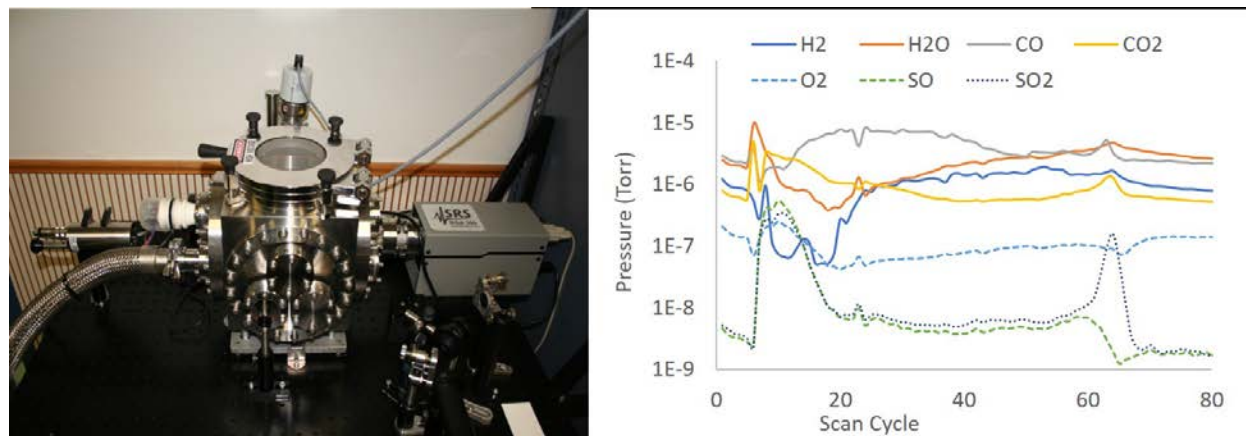 SRS
H2 H2O CO CO2
O2 SO SO2
1E-4
1E-5
1E-6
1E-7
1E-8
1E-9
Pressure (Torr)
0 20 40 60 80
Scan Cycle